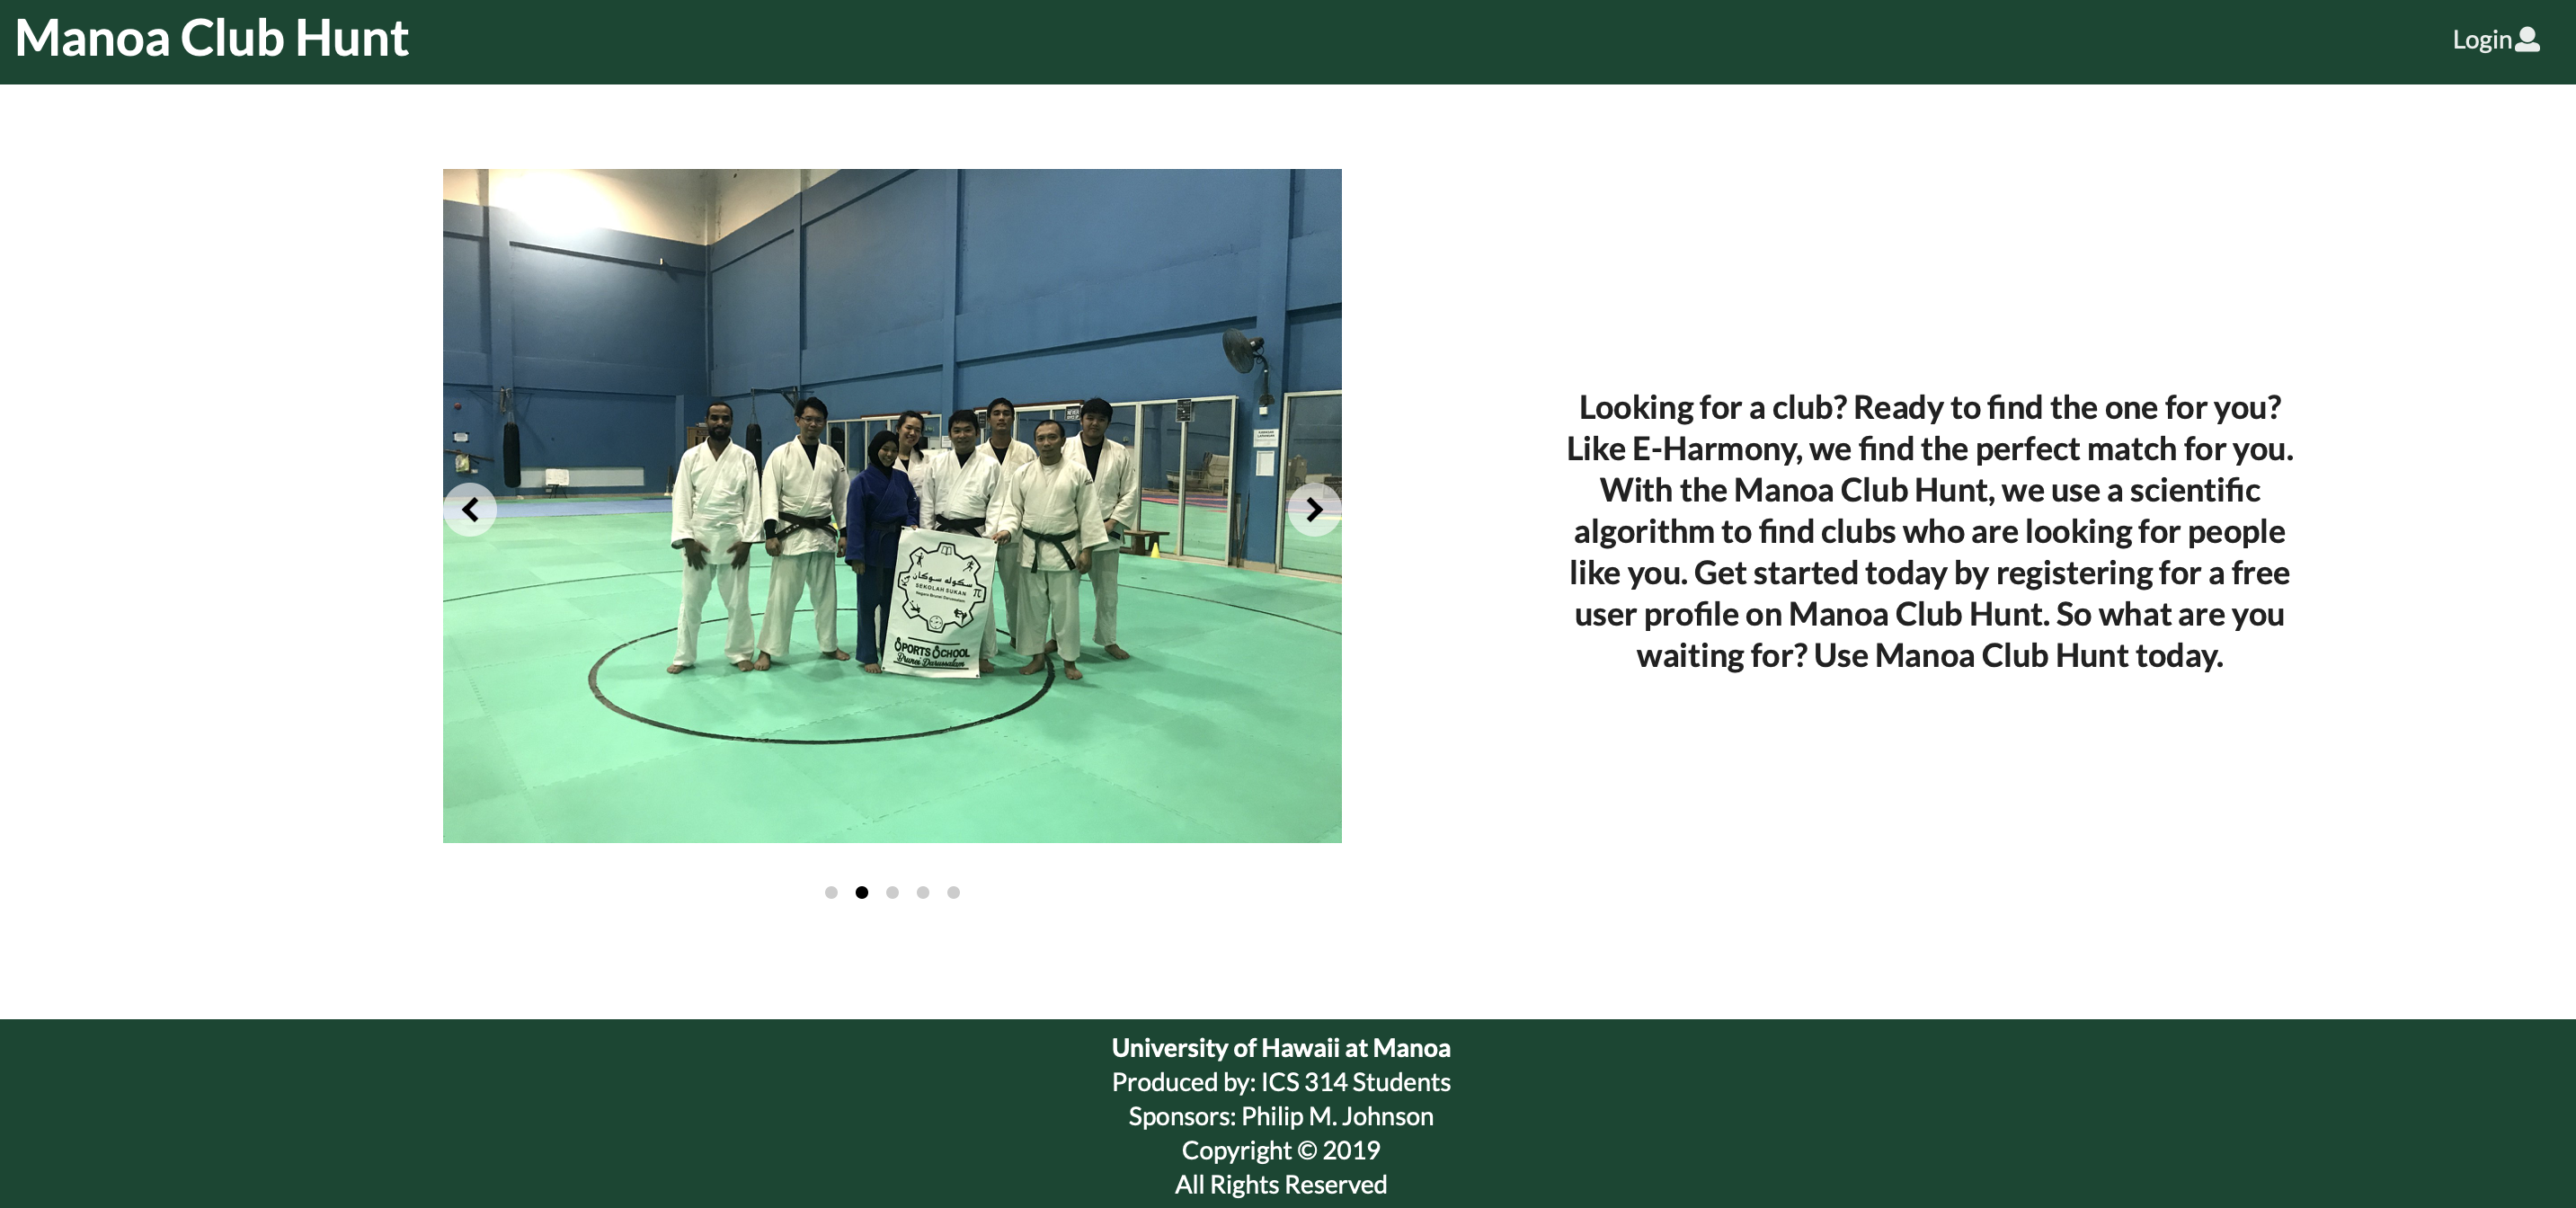 Manoa Club Hunt
Login
سكوله سوكن
SEKOLAH SUKAN
Negara Brunei Darussalam
π
SPORTS SCHOOL
Brunei Darussalam
Looking for a club? Ready to find the one for you?
Like E-Harmony, we find the perfect match for you.
With the Manoa Club Hunt, we use a scientific
algorithm to find clubs who are looking for people
like you. Get started today by registering for a free
user profile on Manoa Club Hunt. So what are you
waiting for? Use Manoa Club Hunt today.
University of Hawaii at Manoa
Produced by: ICS 314 Students
Sponsors: Philip M. Johnson
Copyright © 2019
All Rights Reserved